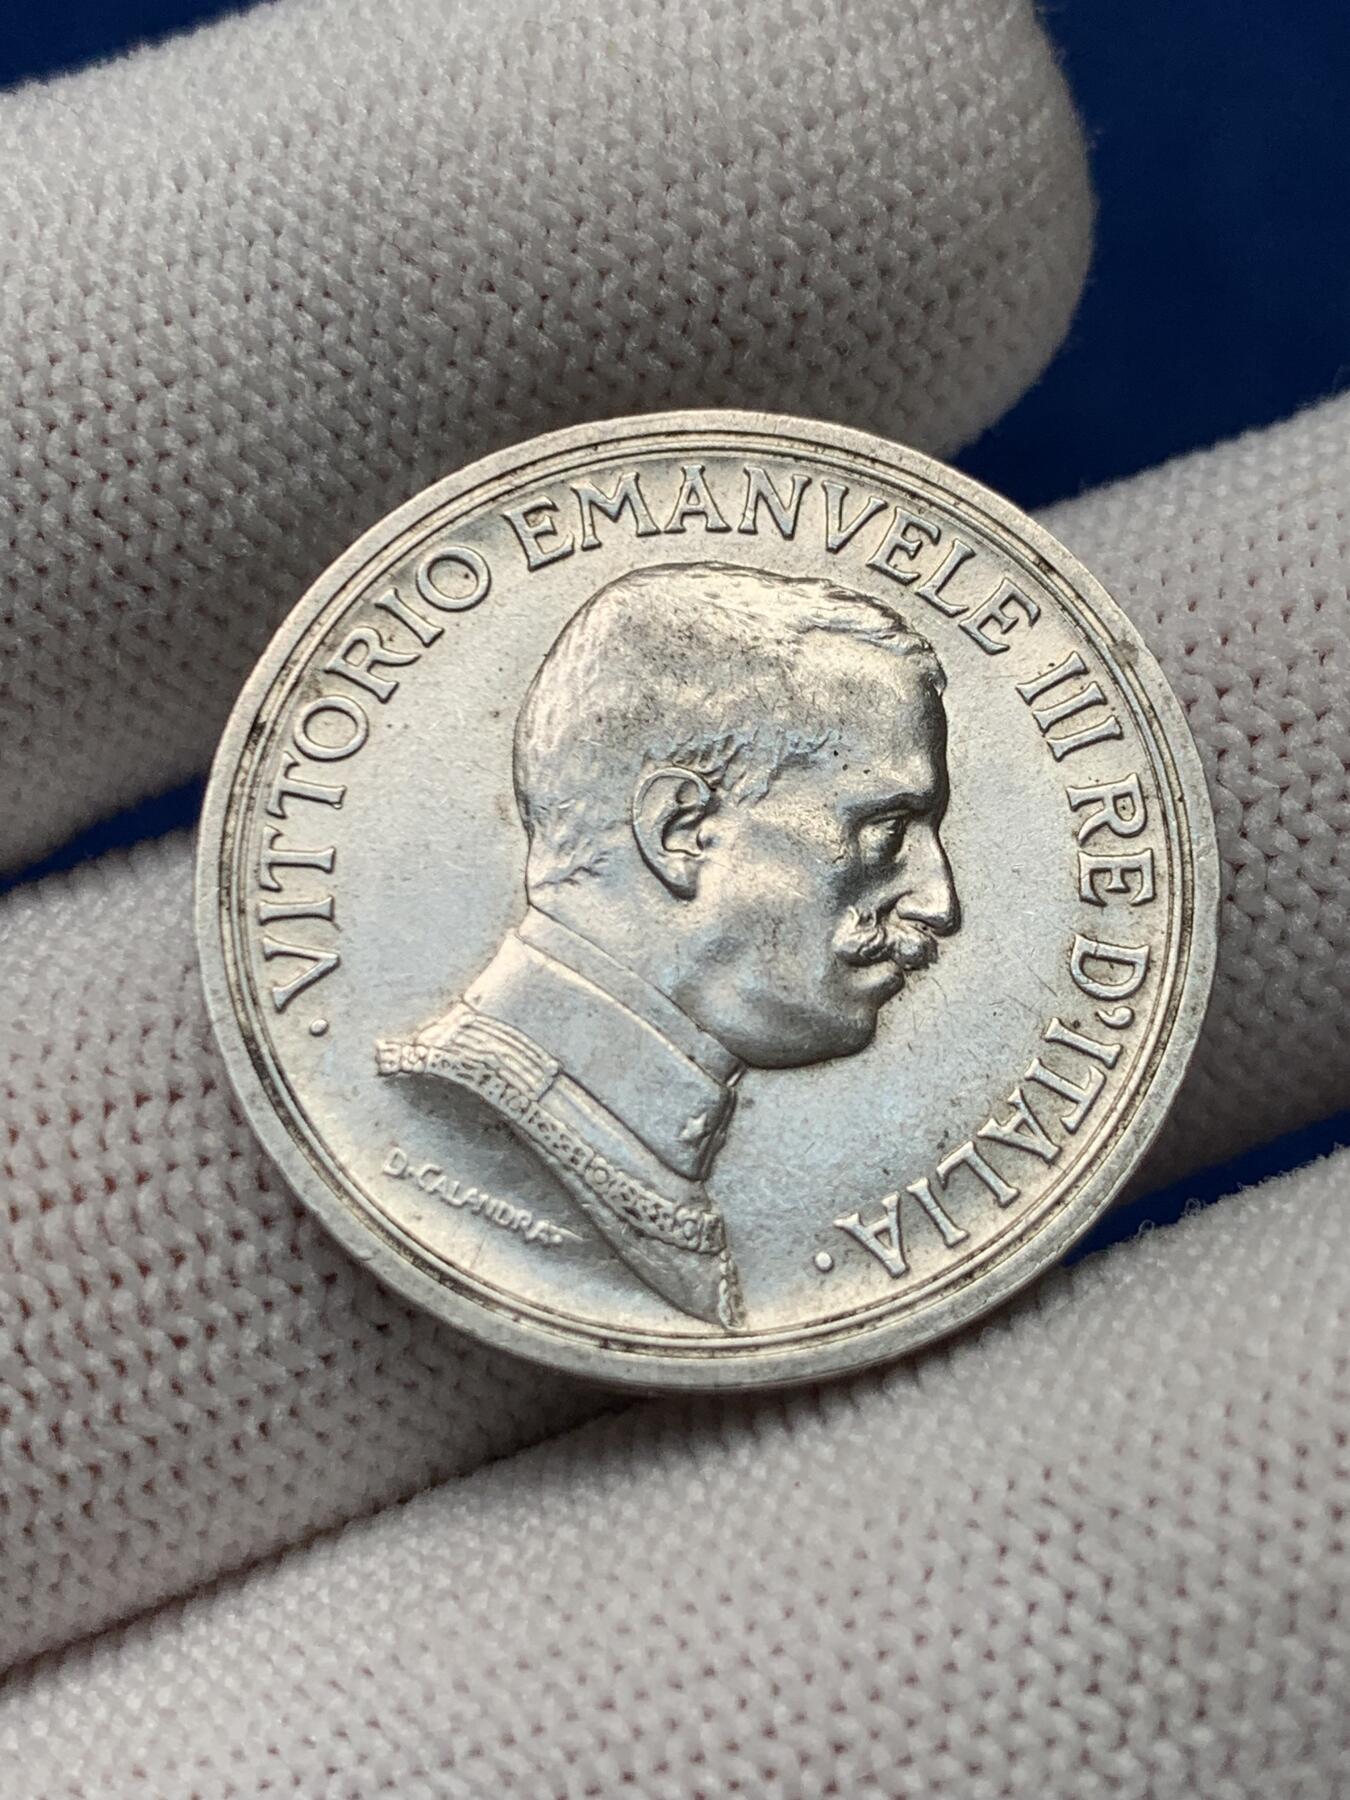 · VITTORIO EMANVELE III RE D'ITALIA ·
D. CALANDRA F